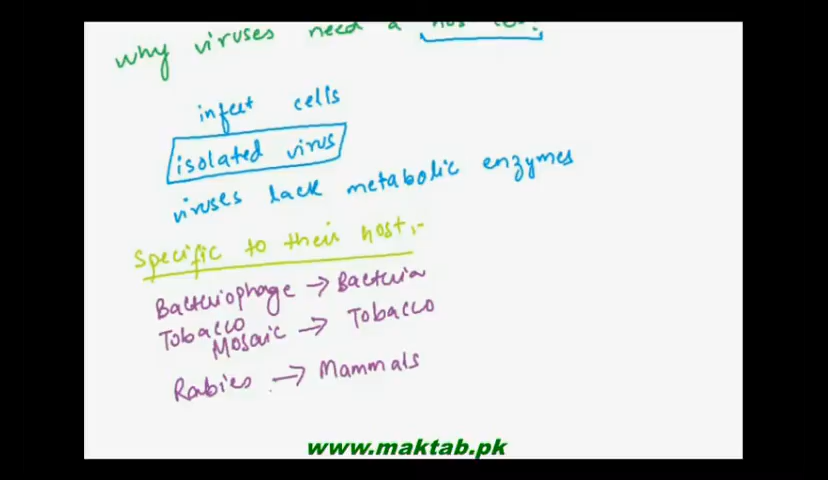 why viruses need a
infect cells
isolated virus
viruses lack metabolic enzymes
Specific to their host:-
Bacteriophage → Bacteria
Tobacco Mosaic → Tobacco
Rabies → Mammals
www.maktab.pk